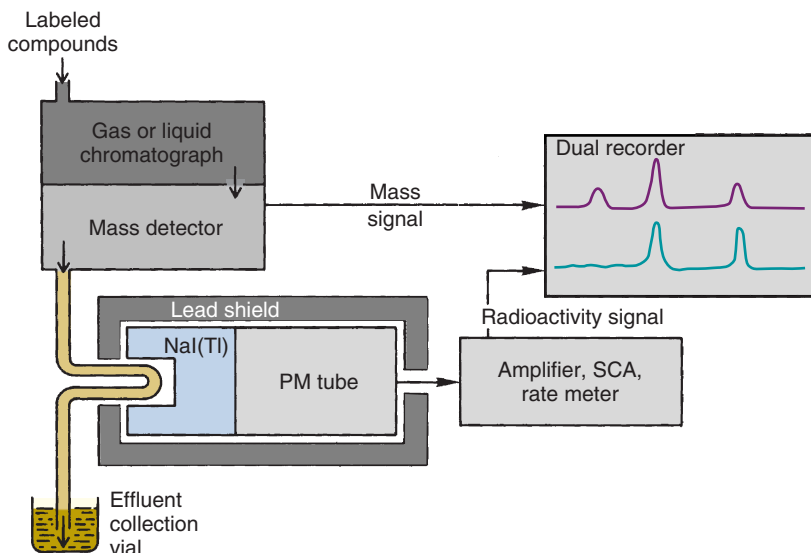 Labeled
compounds
Gas or liquid
chromatograph
Dual recorder
Mass
signal
Mass detector
Lead shield
Radioactivity signal
NaI(Tl)
PM tube
Amplifier, SCA,
rate meter
Effluent
collection
vial